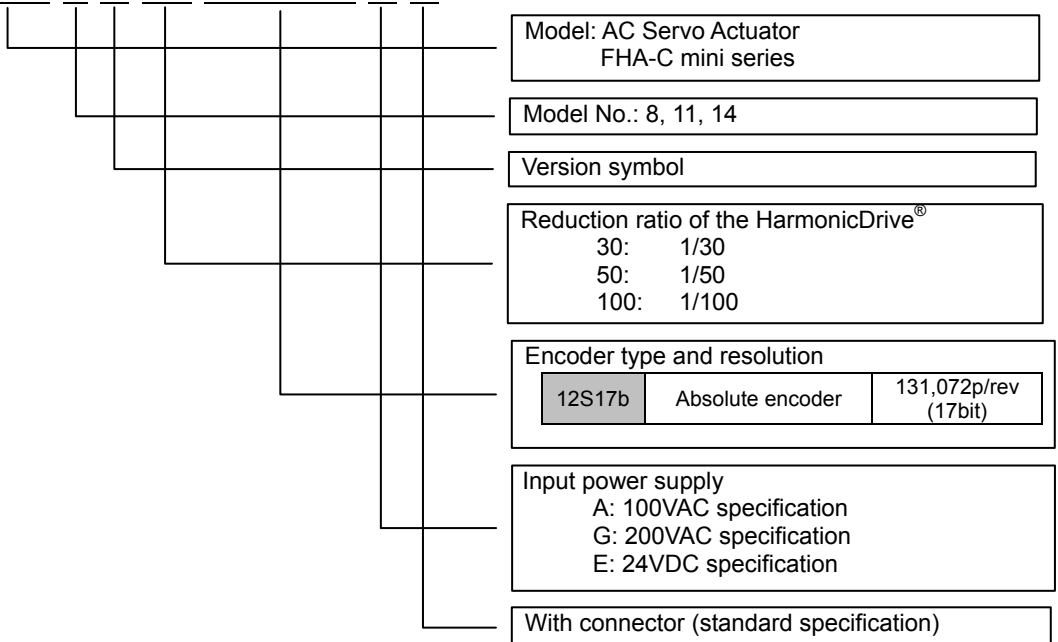 Model: AC Servo Actuator
FHA-C mini series
Model No.: 8, 11, 14
Version symbol
Reduction ratio of the HarmonicDrive®
30: 1/30
50: 1/50
100: 1/100
Encoder type and resolution
12S17b Absolute encoder 131,072p/rev
(17bit)
Input power supply
A: 100VAC specification
G: 200VAC specification
E: 24VDC specification
With connector (standard specification)